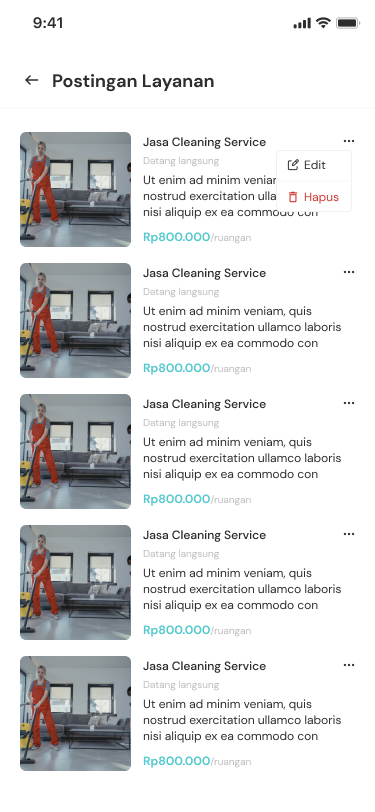 9:41
Postingan Layanan
Jasa Cleaning Service
Datang langsung
Ut enim ad minim
nostrud exercitation
nisi aliquip ex ea commodo con
Rp800.000/ruangan
Edit
Hapus
Jasa Cleaning Service
Datang langsung
Ut enim ad minim veniam, quis
nostrud exercitation ullamco laboris
nisi aliquip ex ea commodo con
Rp800.000/ruangan
Jasa Cleaning Service
Datang langsung
Ut enim ad minim veniam, quis
nostrud exercitation ullamco laboris
nisi aliquip ex ea commodo con
Rp800.000/ruangan
Jasa Cleaning Service
Datang langsung
Ut enim ad minim veniam, quis
nostrud exercitation ullamco laboris
nisi aliquip ex ea commodo con
Rp800.000/ruangan
Jasa Cleaning Service
Datang langsung
Ut enim ad minim veniam, quis
nostrud exercitation ullamco laboris
nisi aliquip ex ea commodo con
Rp800.000/ruangan